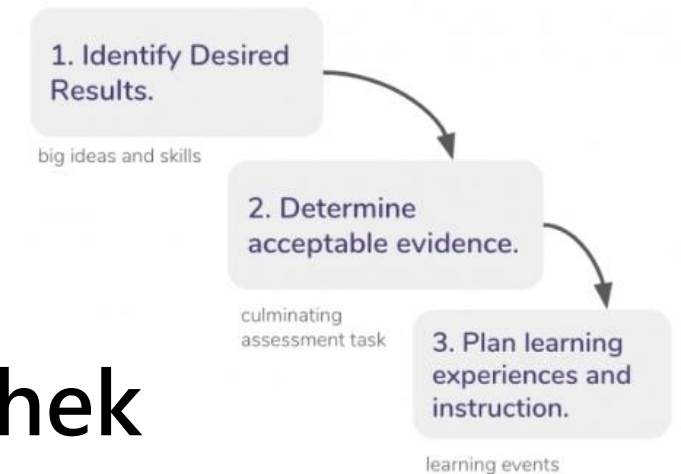 1. Identify Desired
Results.
big ideas and skills
2. Determine
acceptable evidence.
culminating
assessment task
3. Plan learning
experiences and
instruction.
learning events
hek